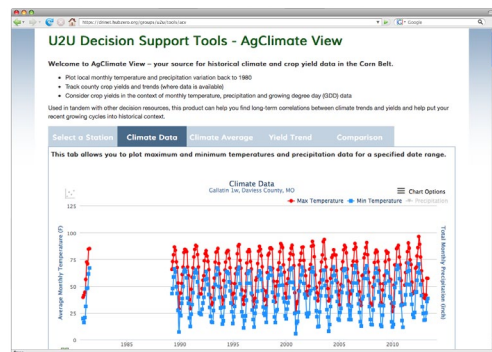 Google
U2U Decision Support Tools - AgClimate View
Welcome to AgClimate View – your source for historical climate and crop yield data in the Corn Belt.
Plot local monthly temperature and precipitation variation back to 1980
Track county crop yields and trends (where data is available)
Consider crop yields in the context of monthly temperature, precipitation and growing degree day (GDD) data
Used in tandem with other decision resources, this product can help you find long-term correlations between climate trends and yields and help put your
recent growing cycles into historical context.
Select a Station Climate Data Climate Average Yield Trend Comparison
This tab allows you to plot maximum and minimum temperatures and precipitation data for a specified date range.
Climate Data
Gallatin 1w, Daviess County, MO
Chart Options
Max Temperature Min Temperature Precipitation
Average Monthly Temperature (F)
125
100
75
50
25
0
Total Monthly Precipitation (inch)
1985 1990 1995 2000 2005 2010